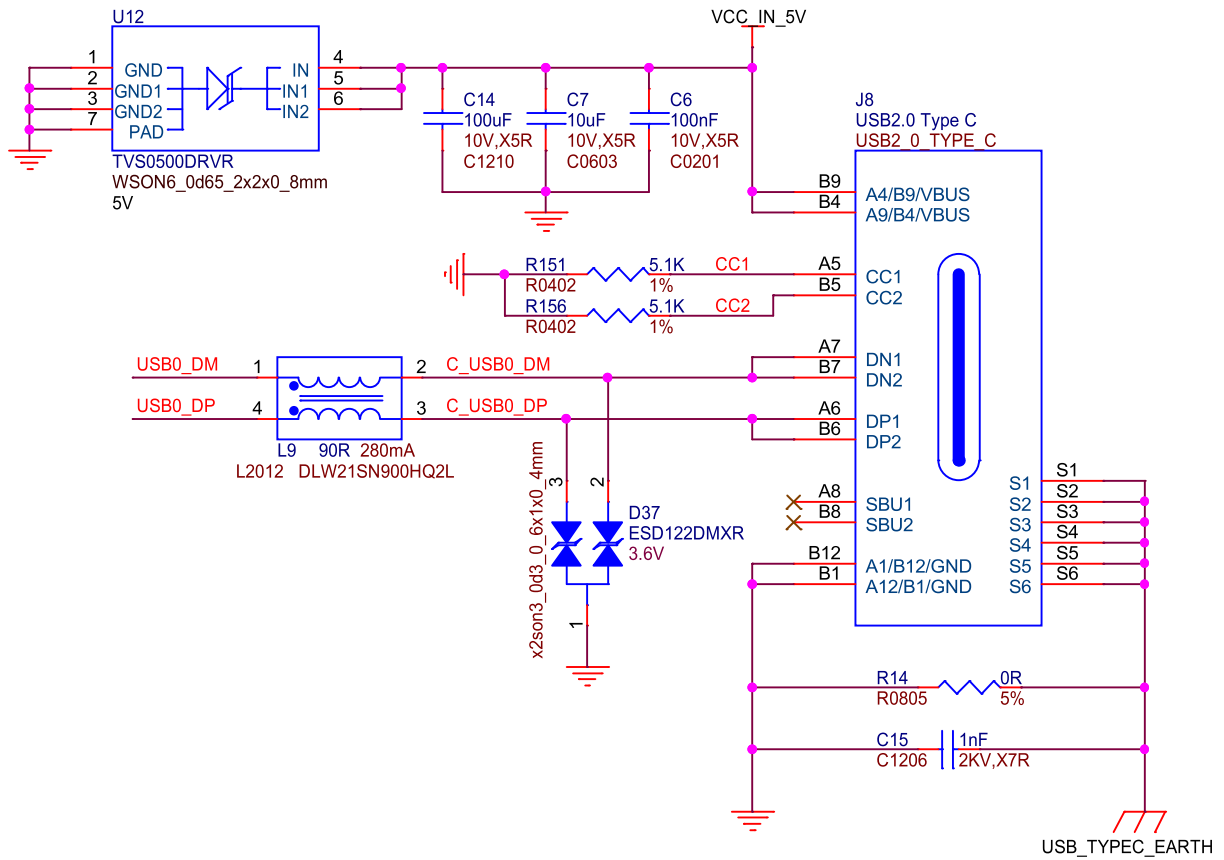 U12
VCC_IN_5V
1 GND IN 4
2 GND1 IN1 5
3 GND2 IN2 6
7 PAD
TVS0500DRVR
WSON6_0d65_2x2x0_8mm
5V
C14
100uF
10V,X5R
C1210
C7
10uF
10V,X5R
C0603
C6
100nF
10V,X5R
C0201
J8
USB2.0 Type C
USB2_0_TYPE_C
B9 A4/B9/VBUS
B4 A9/B4/VBUS
R151 5.1K CC1
R0402 1%
R156 5.1K CC2
R0402 1%
A5 CC1
B5 CC2
USB0_DM 1 2 C_USB0_DM
USB0_DP 4 3 C_USB0_DP
L9 90R 280mA
L2012 DLW21SN900HQ2L
A7 DN1
B7 DN2
A6 DP1
B6 DP2
x2son3_0d3_0_6x1x0_4mm
3
2
1
D37
ESD122DMXR
3.6V
A8 SBU1
B8 SBU2
B12 A1/B12/GND
B1 A12/B1/GND
S1 S1
S2 S2
S3 S3
S4 S4
S5 S5
S6 S6
R14 0R
R0805 5%
C15 1nF
C1206 2KV,X7R
USB_TYPEC_EARTH